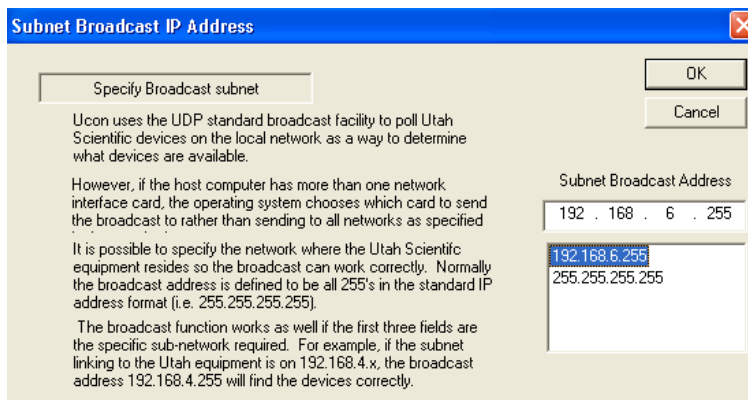 Subnet Broadcast IP Address
Specify Broadcast subnet
Ucon uses the UDP standard broadcast facility to poll Utah
Scientific devices on the local network as a way to determine
what devices are available.
However, if the host computer has more than one network
interface card, the operating system chooses which card to send
the broadcast to rather than sending to all networks as specified
It is possible to specify the network where the Utah Scientifc
equipment resides so the broadcast can work correctly. Normally
the broadcast address is defined to be all 255's in the standard IP
address format (i.e. 255.255.255.255).
The broadcast function works as well if the first three fields are
the specific sub-network required. For example, if the subnet
linking to the Utah equipment is on 192.168.4.x, the broadcast
address 192.168.4.255 will find the devices correctly.
OK
Cancel
Subnet Broadcast Address
192 . 168 . 6 . 255
192.168.6.255
255.255.255.255